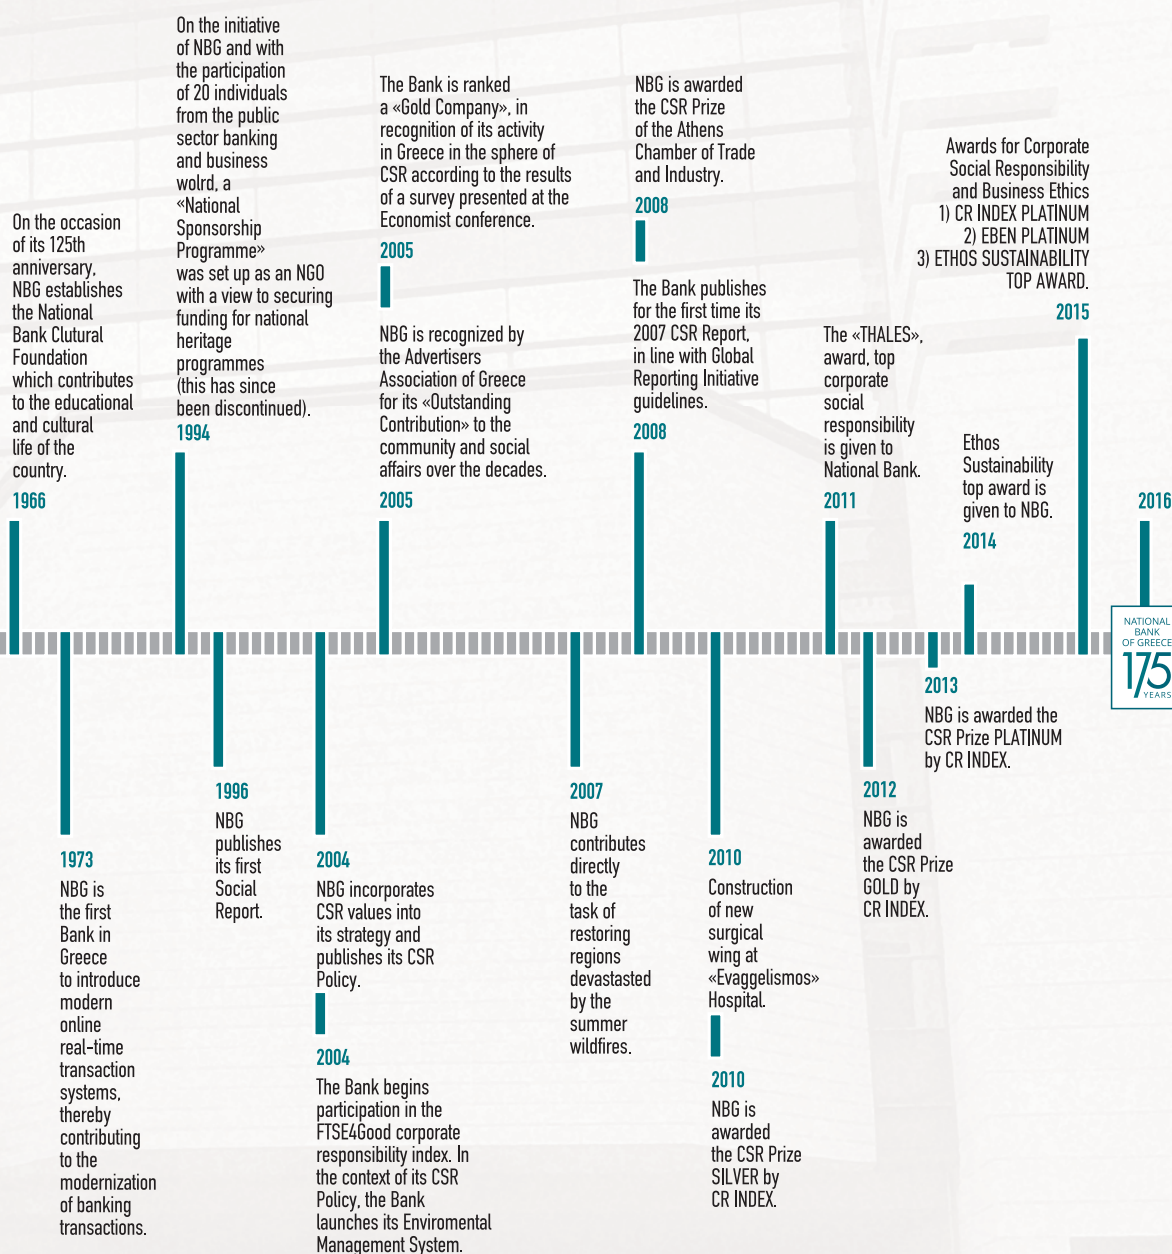 On the occasion
of its 125th
anniversary,
NBG establishes
the National
Bank Clutural
Foundation
which contributes
to the educational
and cultural
life of the
country.
1966
1973
NBG is
the first
Bank in
Greece
to introduce
modern
online
real-time
transaction
systems,
thereby
contributing
to the
modernization
of banking
transactions.
On the initiative
of NBG and with
the participation
of 20 individuals
from the public
sector banking
and business
wolrd, a
«National
Sponsorship
Programme»
was set up as an NGO
with a view to securing
funding for national
heritage
programmes
(this has since
been discontinued).
1994
1996
NBG
publishes
its first
Social
Report.
2004
NBG incorporates
CSR values into
its strategy and
publishes its CSR
Policy.
2004
The Bank begins
participation in the
FTSE4Good corporate
responsibility index. In
the context of its CSR
Policy, the Bank
launches its Enviromental
Management System.
The Bank is ranked
a «Gold Company», in
recognition of its activity
in Greece in the sphere of
CSR according to the results
of a survey presented at the
Economist conference.
2005
NBG is recognized by
the Advertisers
Association of Greece
for its «Outstanding
Contribution» to the
community and social
affairs over the decades.
2005
2007
NBG
contributes
directly
to the
task of
restoring
regions
devastasted
by the
summer
wildfires.
NBG is awarded
the CSR Prize
of the Athens
Chamber of Trade
and Industry.
2008
The Bank publishes
for the first time its
2007 CSR Report,
in line with Global
Reporting Initiative
guidelines.
2008
2010
Construction
of new
surgical
wing at
«Evaggelismos»
Hospital.
2010
NBG is
awarded
the CSR Prize
SILVER by
CR INDEX.
The «THALES»,
award, top
corporate
social
responsibility
is given to
National Bank.
2011
2012
NBG is
awarded
the CSR Prize
GOLD by
CR INDEX.
2013
NBG is awarded the
CSR Prize PLATINUM
by CR INDEX.
Ethos
Sustainability
top award is
given to NBG.
2014
Awards for Corporate
Social Responsibility
and Business Ethics
1) CR INDEX PLATINUM
2) EBEN PLATINUM
3) ETHOS SUSTAINABILITY
TOP AWARD.
2015
2016
NATIONAL
BANK
OF GREECE
175
YEARS